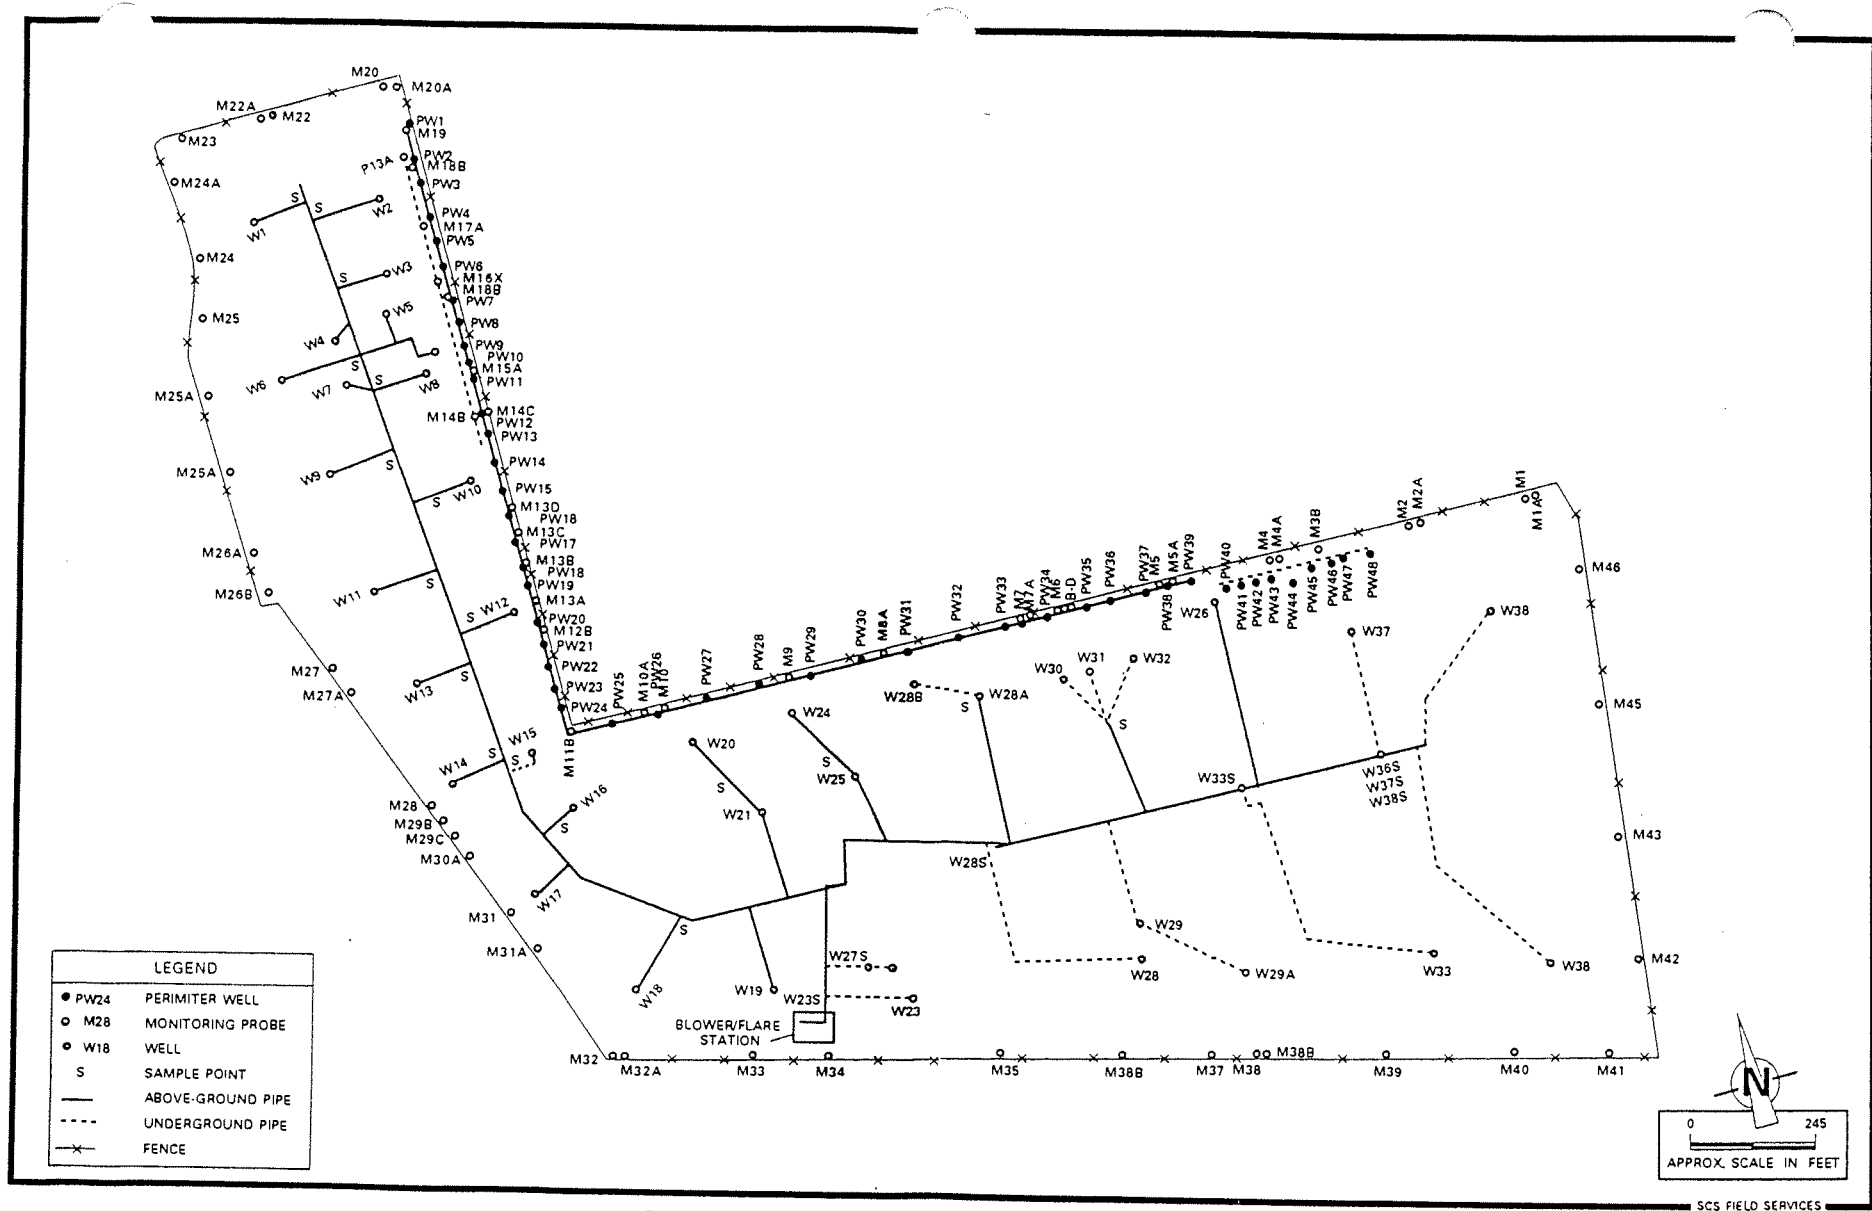 M20
M20A
M22A
M22
M23
M24A
M24
M25
M25A
M25A
M26A
M26B
M27
M27A
M28
M29B
M29C
M30A
M31
M31A
PW1
M19
P13A
PW2
M18B
PW3
PW4
M17A
PW5
PW6
M16X
M18B
PW7
PW8
PW9
PW10
M15A
PW11
M14B
M14C
PW12
PW13
PW14
PW15
M13D
PW18
M13C
PW17
M13B
PW18
PW19
M13A
PW20
M12B
PW21
PW22
PW23
PW24
M11B
S
S
W1
W2
S
W3
W4
W5
S
W6
W7
S
W8
W9
S
S
W10
W11
S
S
W12
W13
S
W14
S
S
W15
W16
S
W17
S
W18
W19
PW25
M10A
PW26
M10
PW27
PW28
M9
PW29
PW30
M8A
PW31
PW32
PW33
M7
M7A
PW34
M6
B-D
PW35
PW36
PW37
M5
PW38
M5A
PW39
PW40
M4
M4A
M3B
PW41
PW42
PW43
PW44
PW45
PW46
PW47
PW48
M2
M2A
M1
M1A
M46
M45
M43
M42
W20
S
W21
W24
S
W25
W28B
W28A
S
W30
W31
W32
S
W26
W37
W38
W33S
W36S
W37S
W38S
W28S
W29
W28
W29A
W33
W38
W27S
W23S
W23
BLOWER/FLARE
STATION
M32
M32A
M33
M34
M35
M38B
M37
M38
M38B
M39
M40
M41
LEGEND
PW24 PERIMITER WELL
M28 MONITORING PROBE
W18 WELL
S SAMPLE POINT
ABOVE-GROUND PIPE
UNDERGROUND PIPE
FENCE
N
0 245
APPROX. SCALE IN FEET
SCS FIELD SERVICES